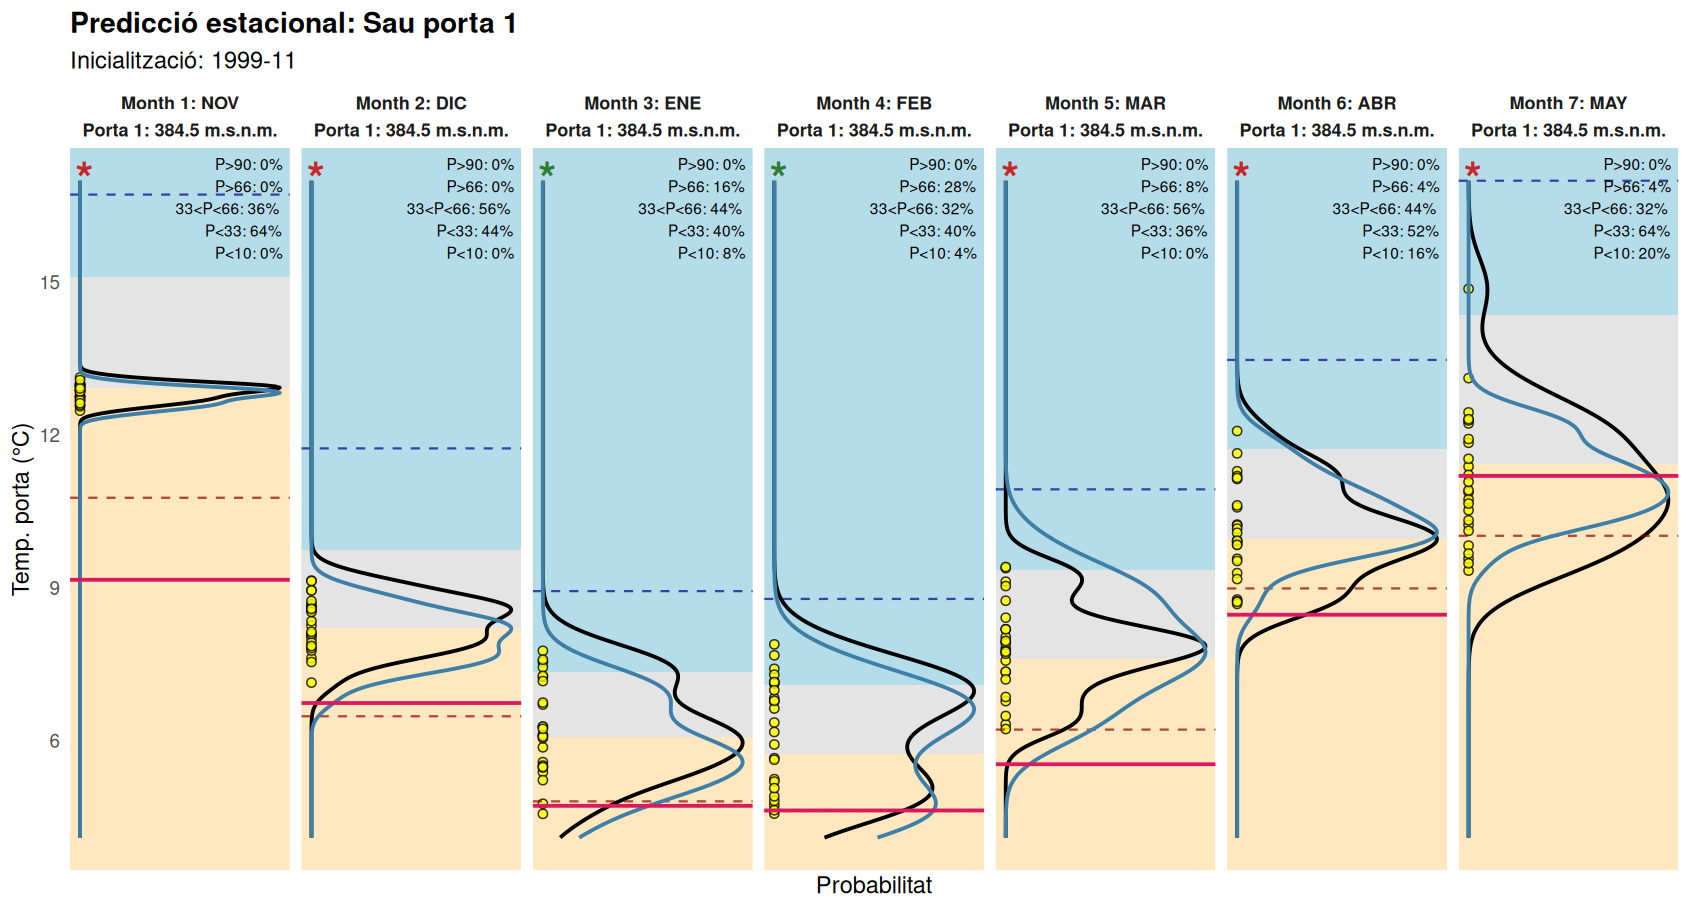 Predicció estacional: Sau porta 1
Inicialització: 1999-11
Month 1: NOV
Porta 1: 384.5 m.s.n.m.
Month 2: DIC
Porta 1: 384.5 m.s.n.m.
Month 3: ENE
Porta 1: 384.5 m.s.n.m.
Month 4: FEB
Porta 1: 384.5 m.s.n.m.
Month 5: MAR
Porta 1: 384.5 m.s.n.m.
Month 6: ABR
Porta 1: 384.5 m.s.n.m.
Month 7: MAY
Porta 1: 384.5 m.s.n.m.
*
P>90: 0%
P>66: 0%
33<P<66: 36%
P<33: 64%
P<10: 0%
*
P>90: 0%
P>66: 0%
33<P<66: 56%
P<33: 44%
P<10: 0%
*
P>90: 0%
P>66: 16%
33<P<66: 44%
P<33: 40%
P<10: 8%
*
P>90: 0%
P>66: 28%
33<P<66: 32%
P<33: 40%
P<10: 4%
*
P>90: 0%
P>66: 8%
33<P<66: 56%
P<33: 36%
P<10: 0%
*
P>90: 0%
P>66: 4%
33<P<66: 44%
P<33: 52%
P<10: 16%
*
P>90: 0%
P>66: 4%
33<P<66: 32%
P<33: 64%
P<10: 20%
15
12
9
6
Temp. porta (°C)
Probabilitat